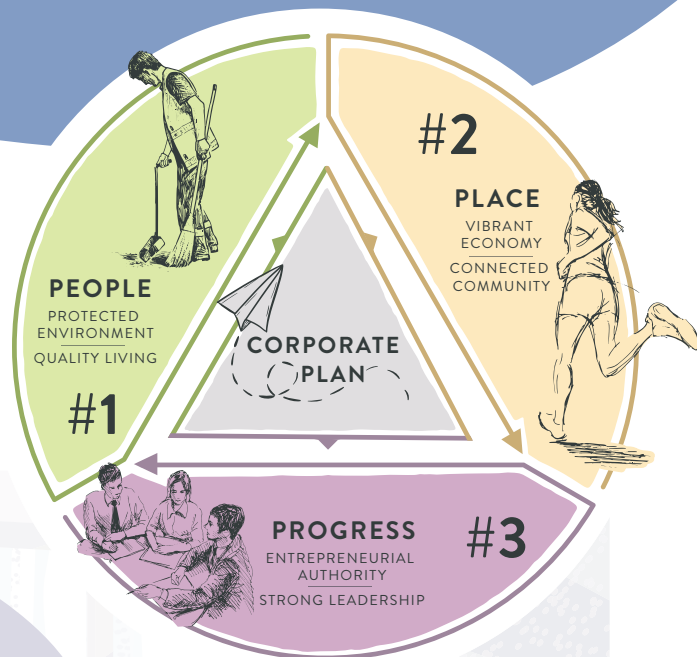 #2
PLACE
VIBRANT
ECONOMY
CONNECTED
COMMUNITY
PEOPLE
PROTECTED
ENVIRONMENT
QUALITY LIVING
#1
CORPORATE
PLAN
PROGRESS
ENTREPRENEURIAL
AUTHORITY
STRONG LEADERSHIP
#3